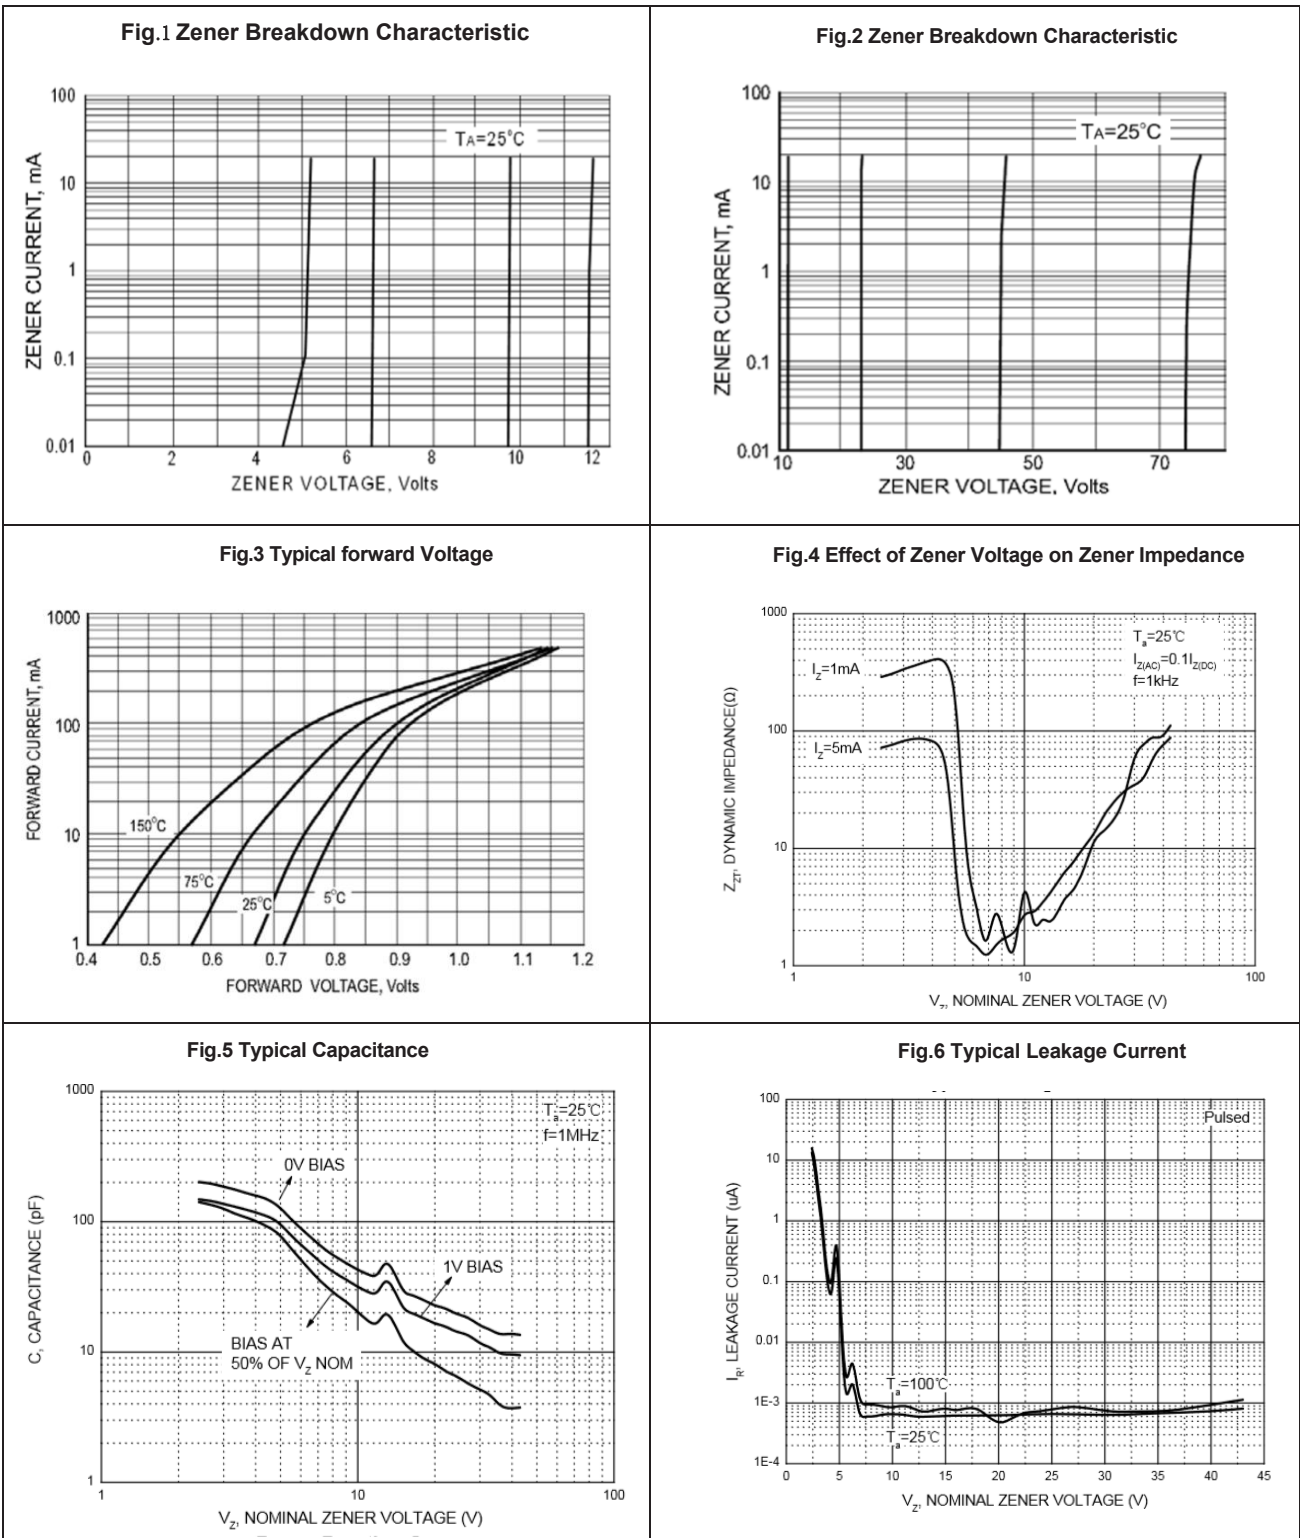 Fig.1 Zener Breakdown Characteristic
100
10
1
0.1
0.01
ZENER CURRENT, mA
TA=25°C
0 2 4 6 8 10 12
ZENER VOLTAGE, Volts
Fig.2 Zener Breakdown Characteristic
100
10
1
0.1
0.01
ZENER CURRENT, mA
TA=25°C
10 30 50 70
ZENER VOLTAGE, Volts
Fig.3 Typical forward Voltage
1000
100
10
1
FORWARD CURRENT, mA
150°C
75°C
25°C
5°C
0.4 0.5 0.6 0.7 0.8 0.9 1.0 1.1 1.2
FORWARD VOLTAGE, Volts
Fig.4 Effect of Zener Voltage on Zener Impedance
1000
100
10
1
ZZT, DYNAMIC IMPEDANCE(Ω)
Ta=25℃
IZ(AC)=0.1IZ(DC)
f=1kHz
IZ=1mA
IZ=5mA
1 10 100
VZ, NOMINAL ZENER VOLTAGE (V)
Fig.5 Typical Capacitance
1000
100
10
1
C, CAPACITANCE (pF)
Ta=25℃
f=1MHz
0V BIAS
1V BIAS
BIAS AT
50% OF VZ NOM
1 10 100
VZ, NOMINAL ZENER VOLTAGE (V)
Fig.6 Typical Leakage Current
100
10
1
0.1
0.01
1E-3
1E-4
IR, LEAKAGE CURRENT (uA)
Pulsed
Ta=100℃
Ta=25℃
0 5 10 15 20 25 30 35 40 45
VZ, NOMINAL ZENER VOLTAGE (V)